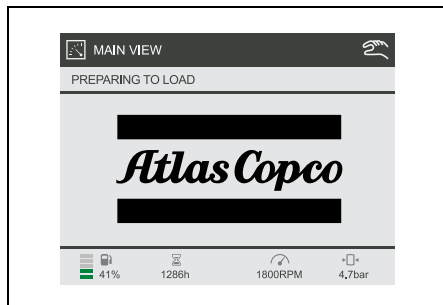 MAIN VIEW
PREPARING TO LOAD
Atlas Copco
41% 1286h 1800RPM 4.7bar